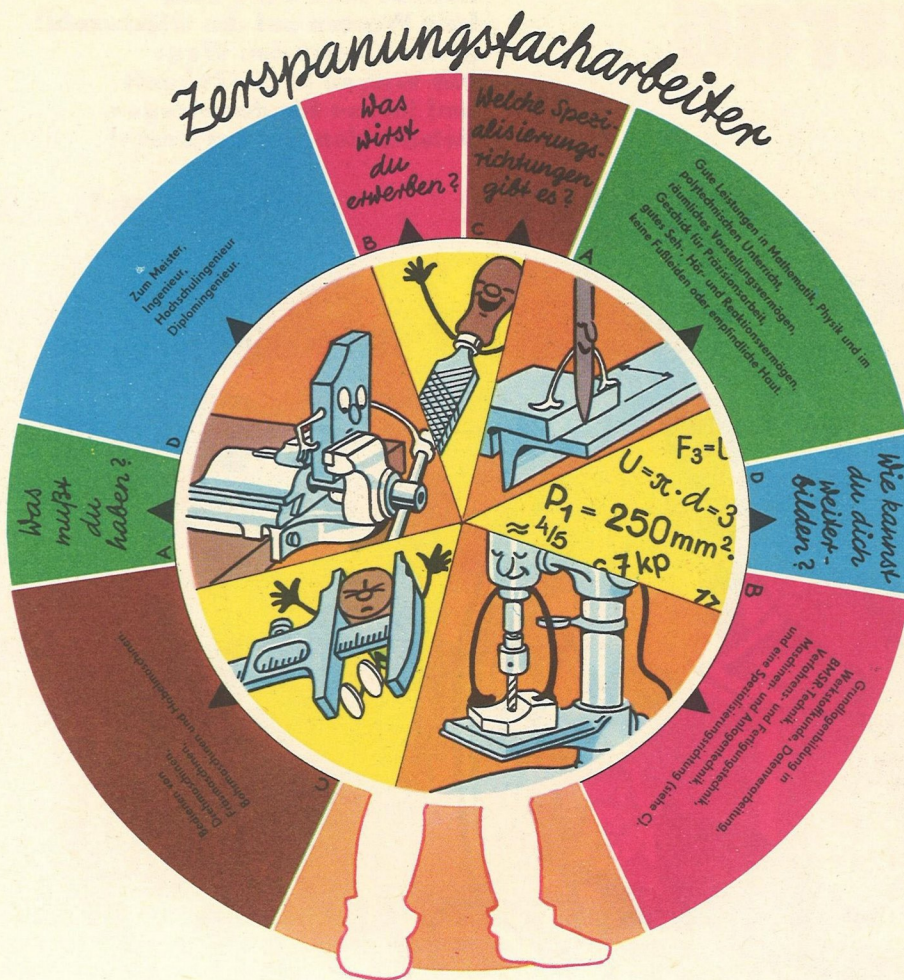 Zerspanungsfacharbeiter
Was
wirst
du
erwerben?
B
Welche Spezi-
alisierungs-
richtungen
gibt es?
C
A
Gute Leistungen in Mathematik, Physik und im
polytechnischen Unterricht,
räumliches Vorstellungsvermögen,
Geschick für Präzisionsarbeit,
gutes Seh-, Hör- und Reaktionsvermögen,
keine Fußleiden oder empfindliche Haut.
D
Wie kannst
du dich
weiter-
bilden?
B
Grundlagenbildung in
Werkstoffkunde, Datenverarbeitung,
BMSR-Technik,
Verfahrens- und Fertigungstechnik,
Maschinen- und Anlagentechnik,
und eine Spezialisierungsrichtung (siehe C).
C
Bedienen von
Drehmaschinen,
Fräsmaschinen,
Bohrmaschinen und Hobelmaschinen
A
Was
mußt
du
haben?
D
Zum Meister,
Ingenieur,
Hochschulingenieur
Diplomingenieur.
F₃=
U=π·d=3
P₁ = 250mm².
≈ 4/5
7kp